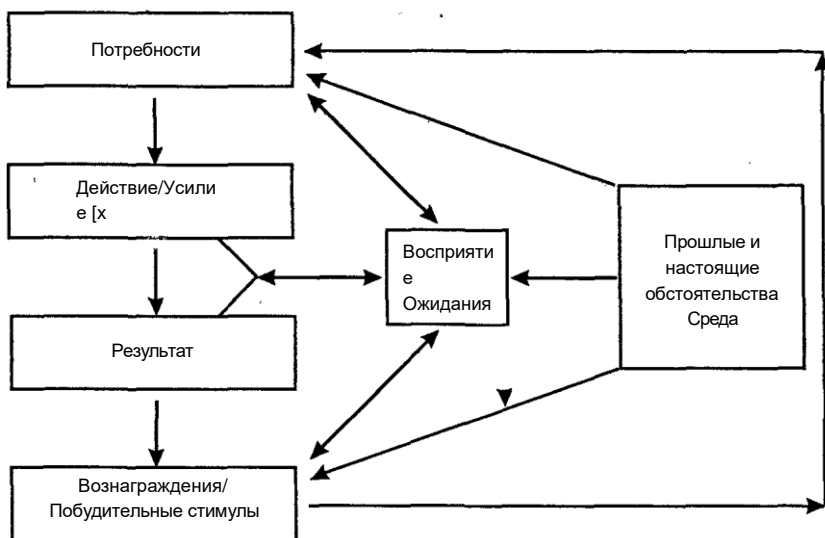 Потребности
Действие/Усили
е [х
Восприяти
е
Ожидания
Прошлые и
настоящие
обстоятельства
Среда
Результат
Вознаграждения/
Побудительные стимулы